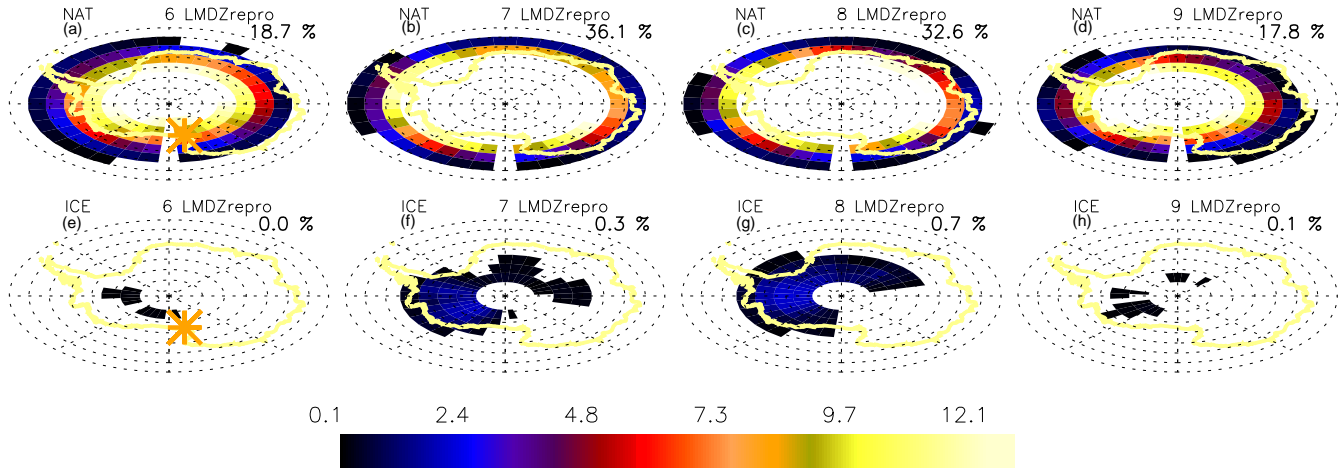 NAT 6 LMDZrepro
(a) 18.7 %
NAT 7 LMDZrepro
(b) 36.1 %
NAT 8 LMDZrepro
(c) 32.6 %
NAT 9 LMDZrepro
(d) 17.8 %
ICE 6 LMDZrepro
(e) 0.0 %
ICE 7 LMDZrepro
(f) 0.3 %
ICE 8 LMDZrepro
(g) 0.7 %
ICE 9 LMDZrepro
(h) 0.1 %
0.1 2.4 4.8 7.3 9.7 12.1